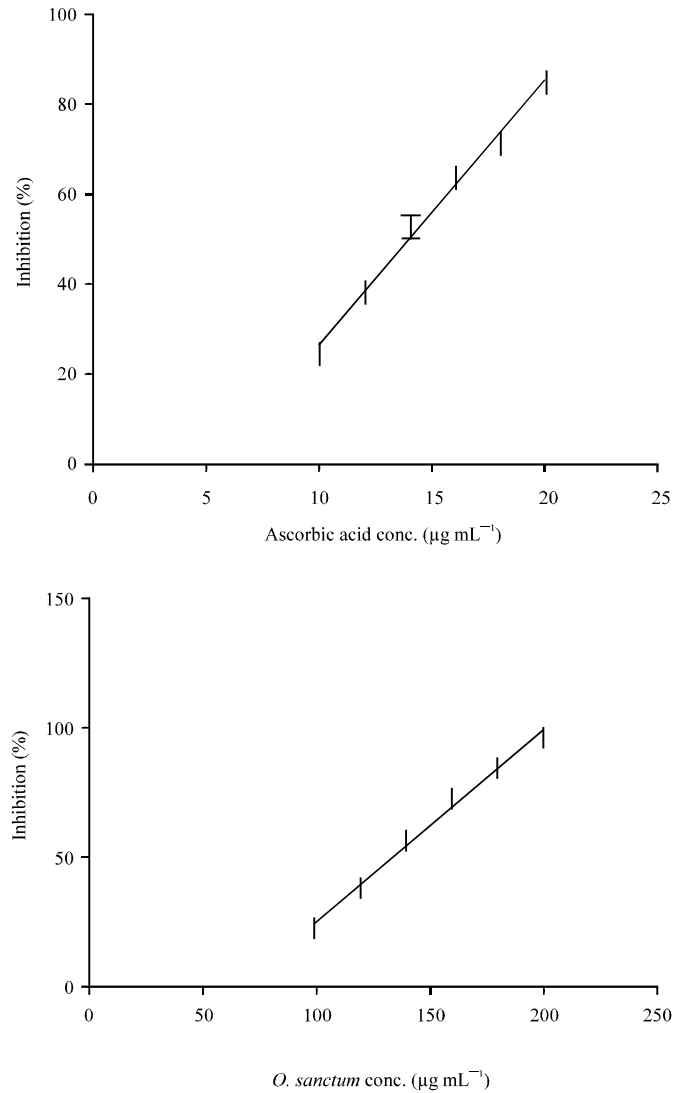 100
80
60
40
20
0
Inhibition (%)
0 5 10 15 20 25
Ascorbic acid conc. (µg mL⁻¹)
150
100
50
0
Inhibition (%)
0 50 100 150 200 250
O. sanctum conc. (µg mL⁻¹)